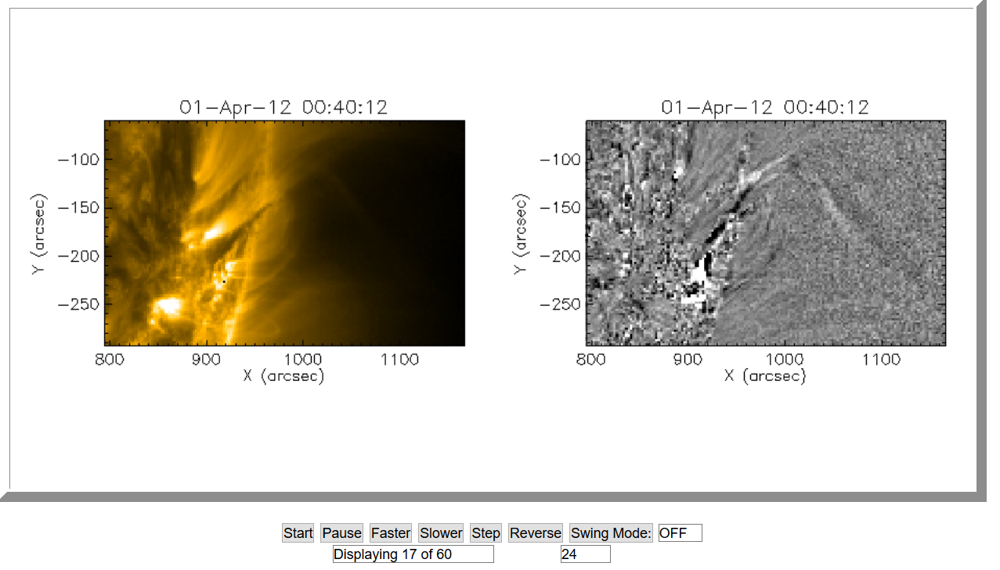 01-Apr-12 00:40:12
-100
-150
-200
-250
Y (arcsec)
800 900 1000 1100
X (arcsec)
01-Apr-12 00:40:12
-100
-150
-200
-250
Y (arcsec)
800 900 1000 1100
X (arcsec}
Start Pause Faster Slower Step Reverse Swing Mode: OFF
Displaying 17 of 60 24